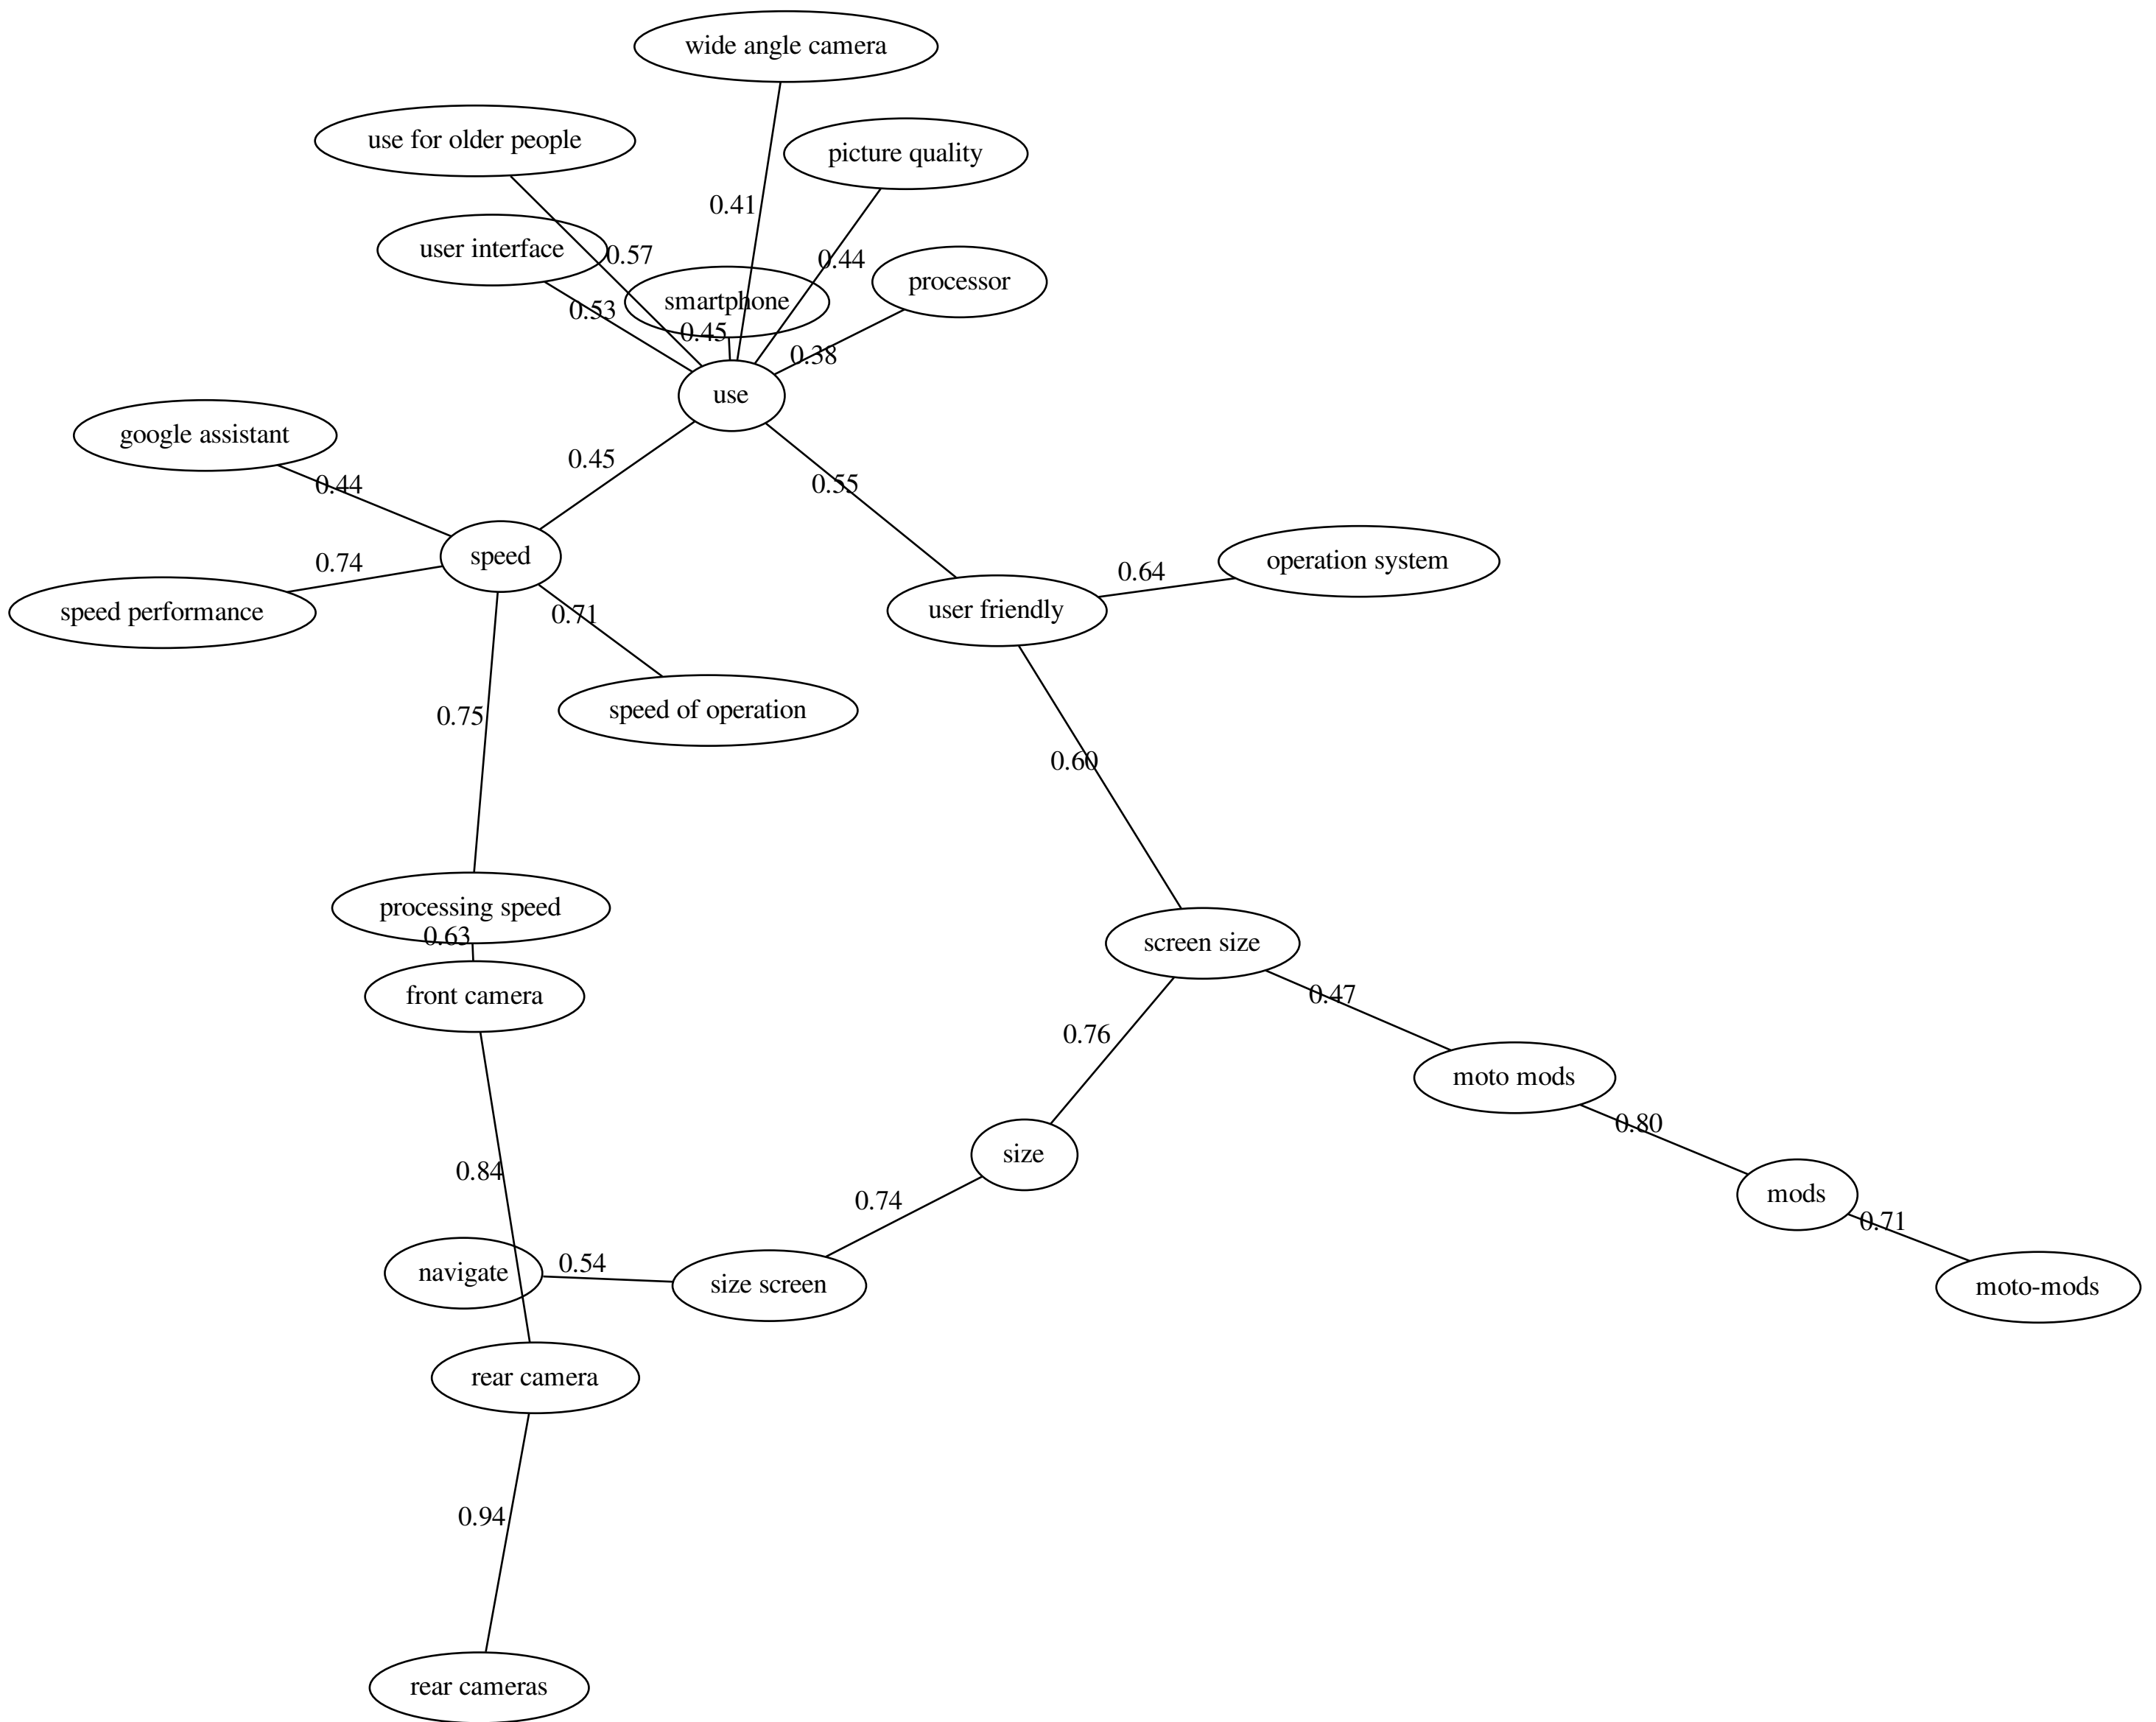 wide angle camera
use for older people
picture quality
0.41
user interface
0.57
0.44
processor
smartphone
0.53
0.45
0.38
use
google assistant
0.45
0.44
0.55
speed
operation system
0.74
0.64
speed performance
0.71
user friendly
speed of operation
0.75
0.60
processing speed
0.63
screen size
front camera
0.47
0.76
moto mods
0.80
size
0.84
0.74
mods
0.71
navigate
0.54
size screen
moto-mods
rear camera
0.94
rear cameras